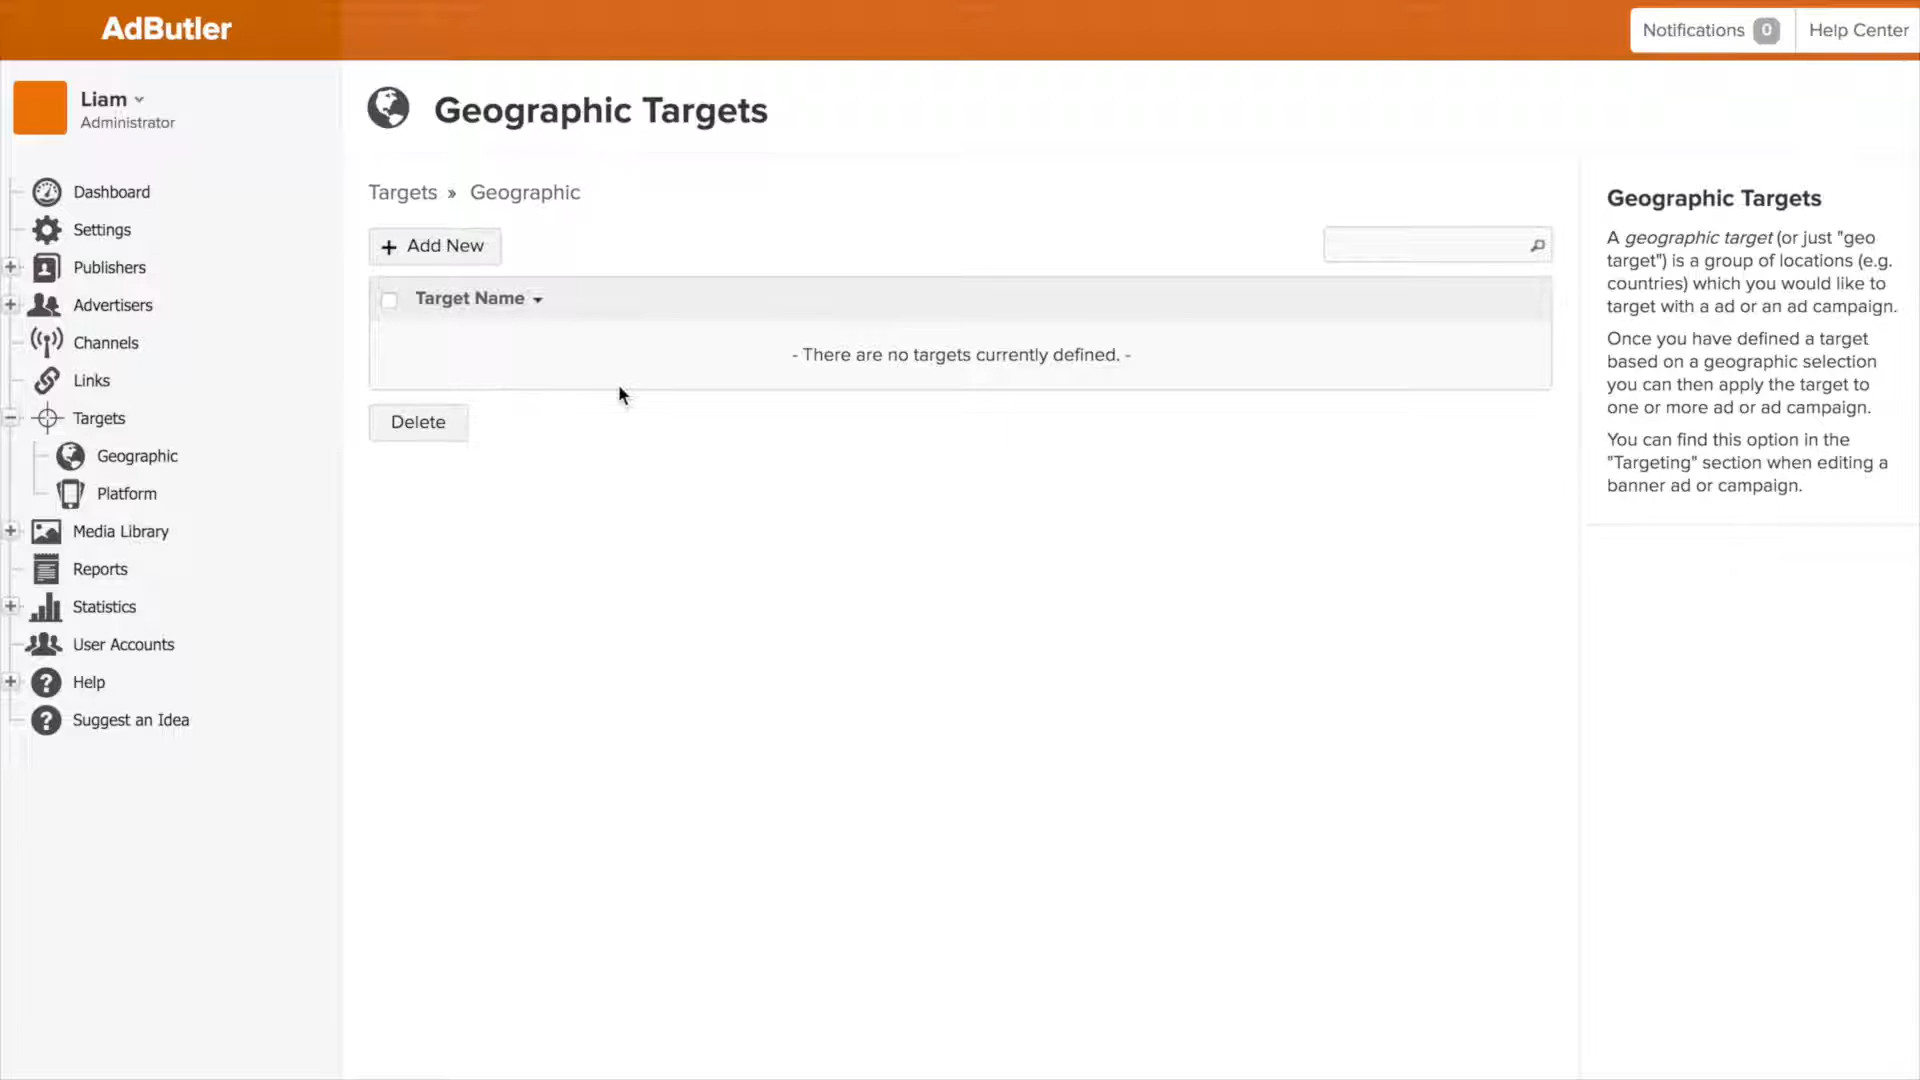 AdButler
Notifications 0
Help Center
Liam
Administrator
Dashboard
Settings
Publishers
Advertisers
Channels
Links
Targets
Geographic
Platform
Media Library
Reports
Statistics
User Accounts
Help
Suggest an Idea
Geographic Targets
Targets » Geographic
+ Add New
Target Name
- There are no targets currently defined. -
Delete
Geographic Targets
A geographic target (or just "geo
target") is a group of locations (e.g.
countries) which you would like to
target with a ad or an ad campaign.
Once you have defined a target
based on a geographic selection
you can then apply the target to
one or more ad or ad campaign.
You can find this option in the
"Targeting" section when editing a
banner ad or campaign.